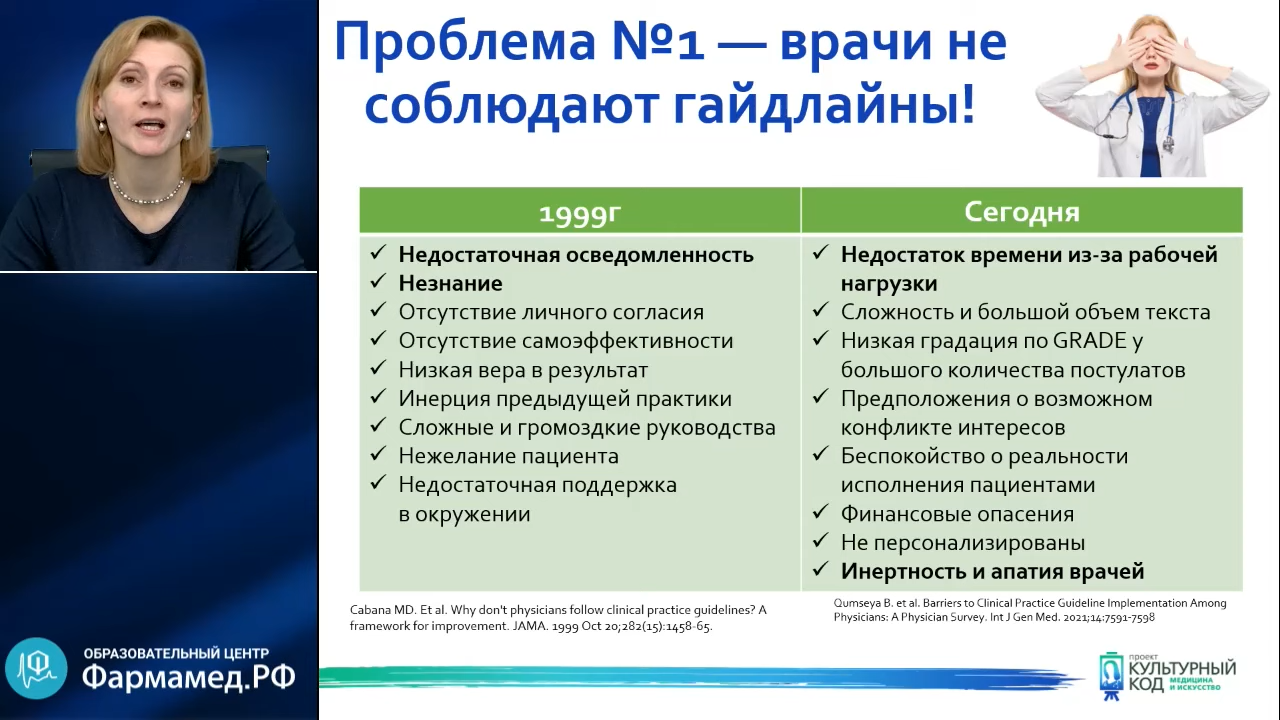 Проблема №1 — врачи не
соблюдают гайдлайны!
1999г
✓ Недостаточная осведомленность
✓ Незнание
✓ Отсутствие личного согласия
✓ Отсутствие самоэффективности
✓ Низкая вера в результат
✓ Инерция предыдущей практики
✓ Сложные и громоздкие руководства
✓ Нежелание пациента
✓ Недостаточная поддержка
в окружении
Сегодня
✓ Недостаток времени из-за рабочей
нагрузки
✓ Сложность и большой объем текста
✓ Низкая градация по GRADE у
большого количества постулатов
✓ Предположения о возможном
конфликте интересов
✓ Беспокойство о реальности
исполнения пациентами
✓ Финансовые опасения
✓ Не персонализированы
✓ Инертность и апатия врачей
Cabana MD. Et al. Why don't physicians follow clinical practice guidelines? A
framework for improvement. JAMA. 1999 Oct 20;282(15):1458-65.
Qumseya B. et al. Barriers to Clinical Practice Guideline Implementation Among
Physicians: A Physician Survey. Int J Gen Med. 2021;14:7591-7598
ОБРАЗОВАТЕЛЬНЫЙ ЦЕНТР
Фармамед.РФ
проект
КУЛЬТУРНЫЙ
КОД
МЕДИЦИНА
И ИСКУССТВО